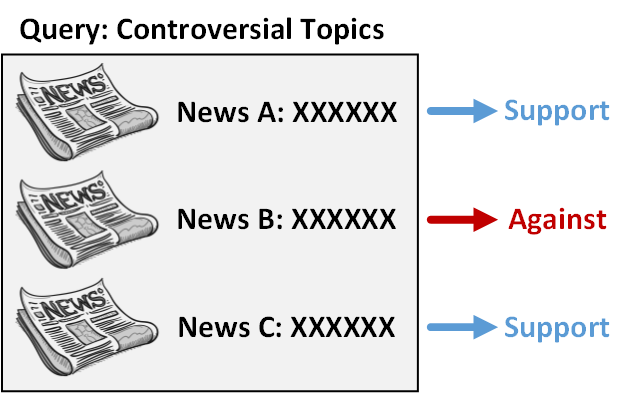 Query: Controversial Topics
NEWS
News A: XXXXXX
Support
NEWS
News B: XXXXXX
Against
NEWS
News C: XXXXXX
Support